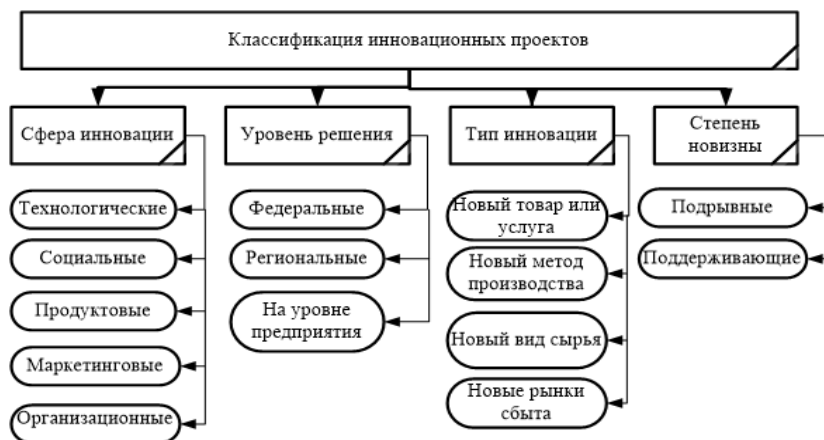 Классификация инновационных проектов
Сфера инновации
Технологические
Социальные
Продуктовые
Маркетинговые
Организационные
Уровень решения
Федеральные
Региональные
На уровне
предприятия
Тип инновации
Новый товар или
услуга
Новый метод
производства
Новый вид сырья
Новые рынки
сбыта
Степень
новизны
Подрывные
Поддерживающие